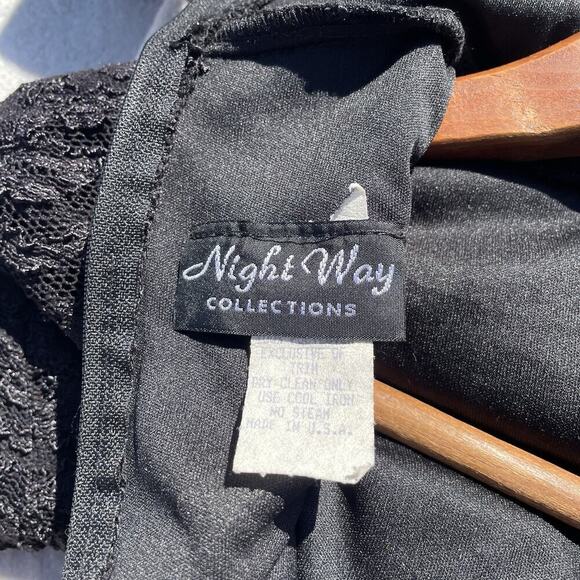 Night Way
COLLECTIONS
EXCLUSIVE OF
TRIM
DRY CLEAN ONLY
USE COOL IRON
NO STEAM
MADE IN U.S.A.